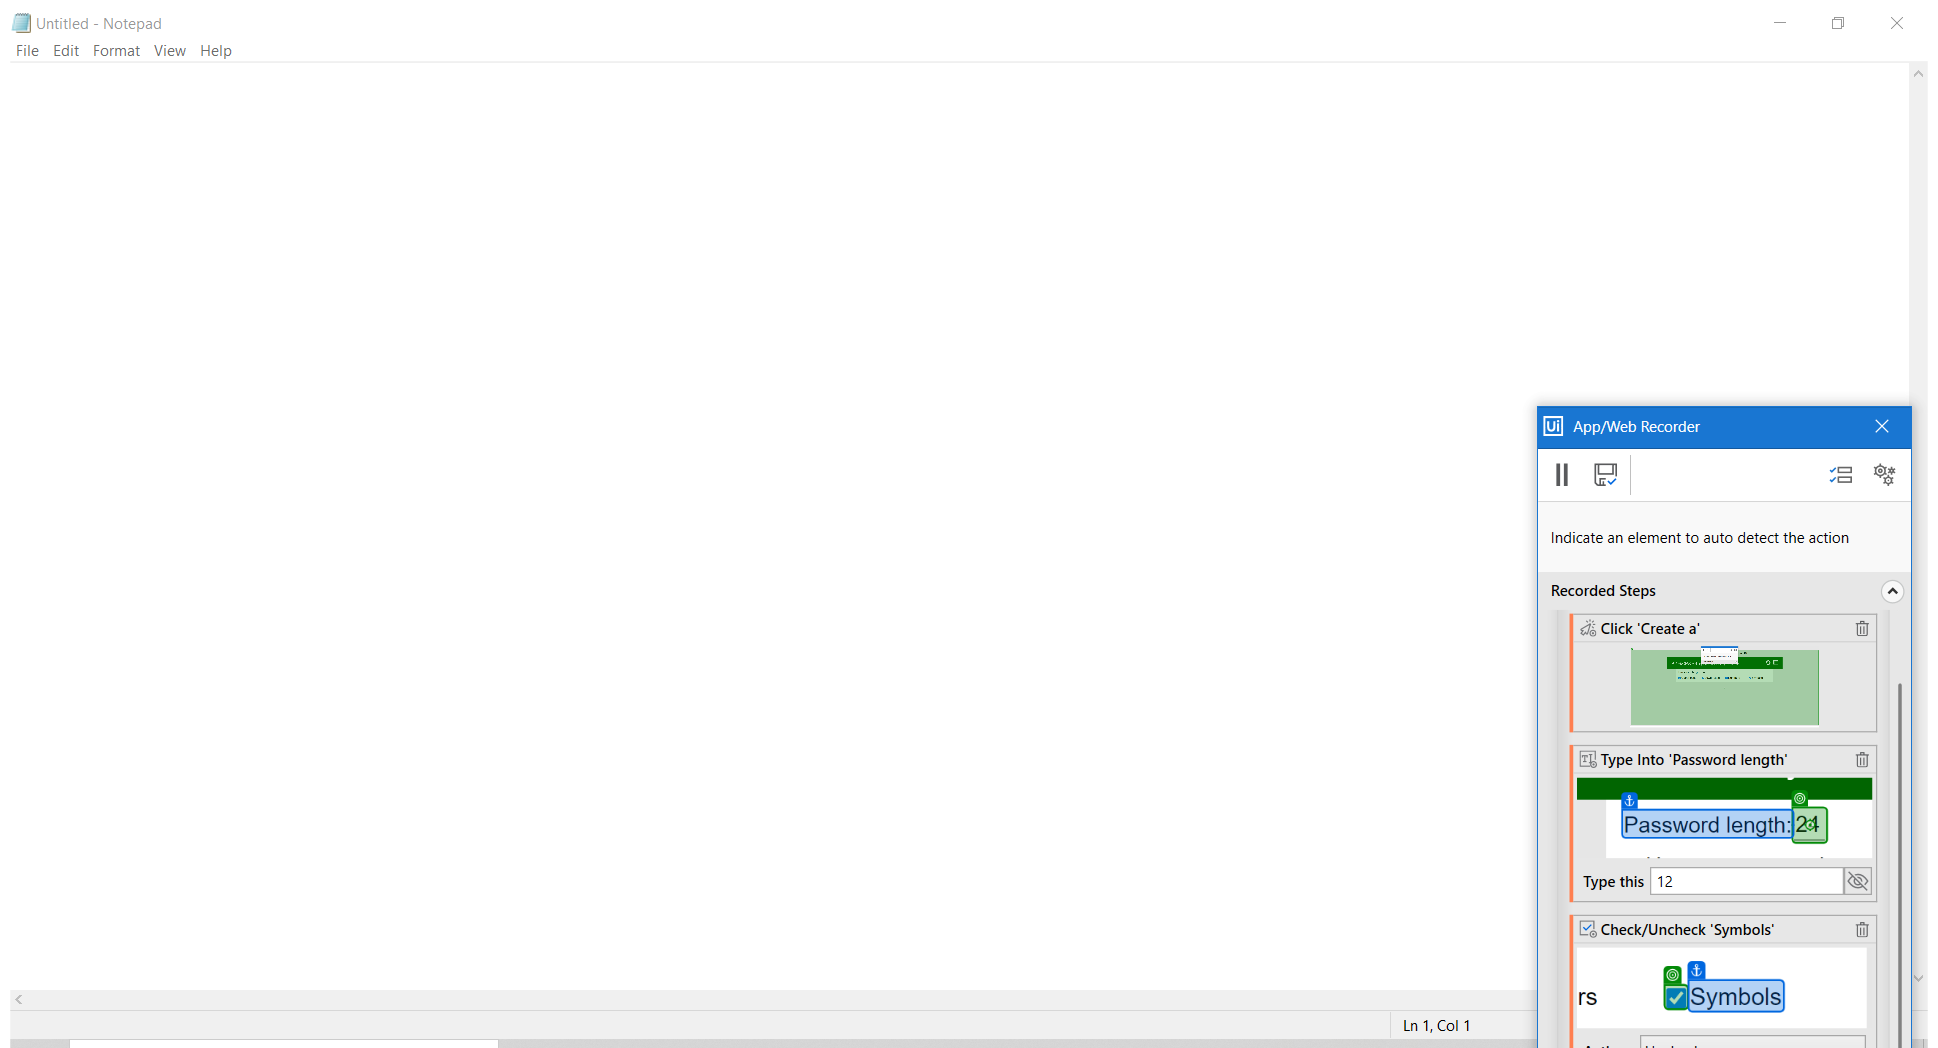 Untitled - Notepad
File Edit Format View Help
Ui App/Web Recorder
Indicate an element to auto detect the action
Recorded Steps
Click 'Create a'
Type Into 'Password length'
Password length: 24
Type this 12
Check/Uncheck 'Symbols'
rs Symbols
Ln 1, Col 1